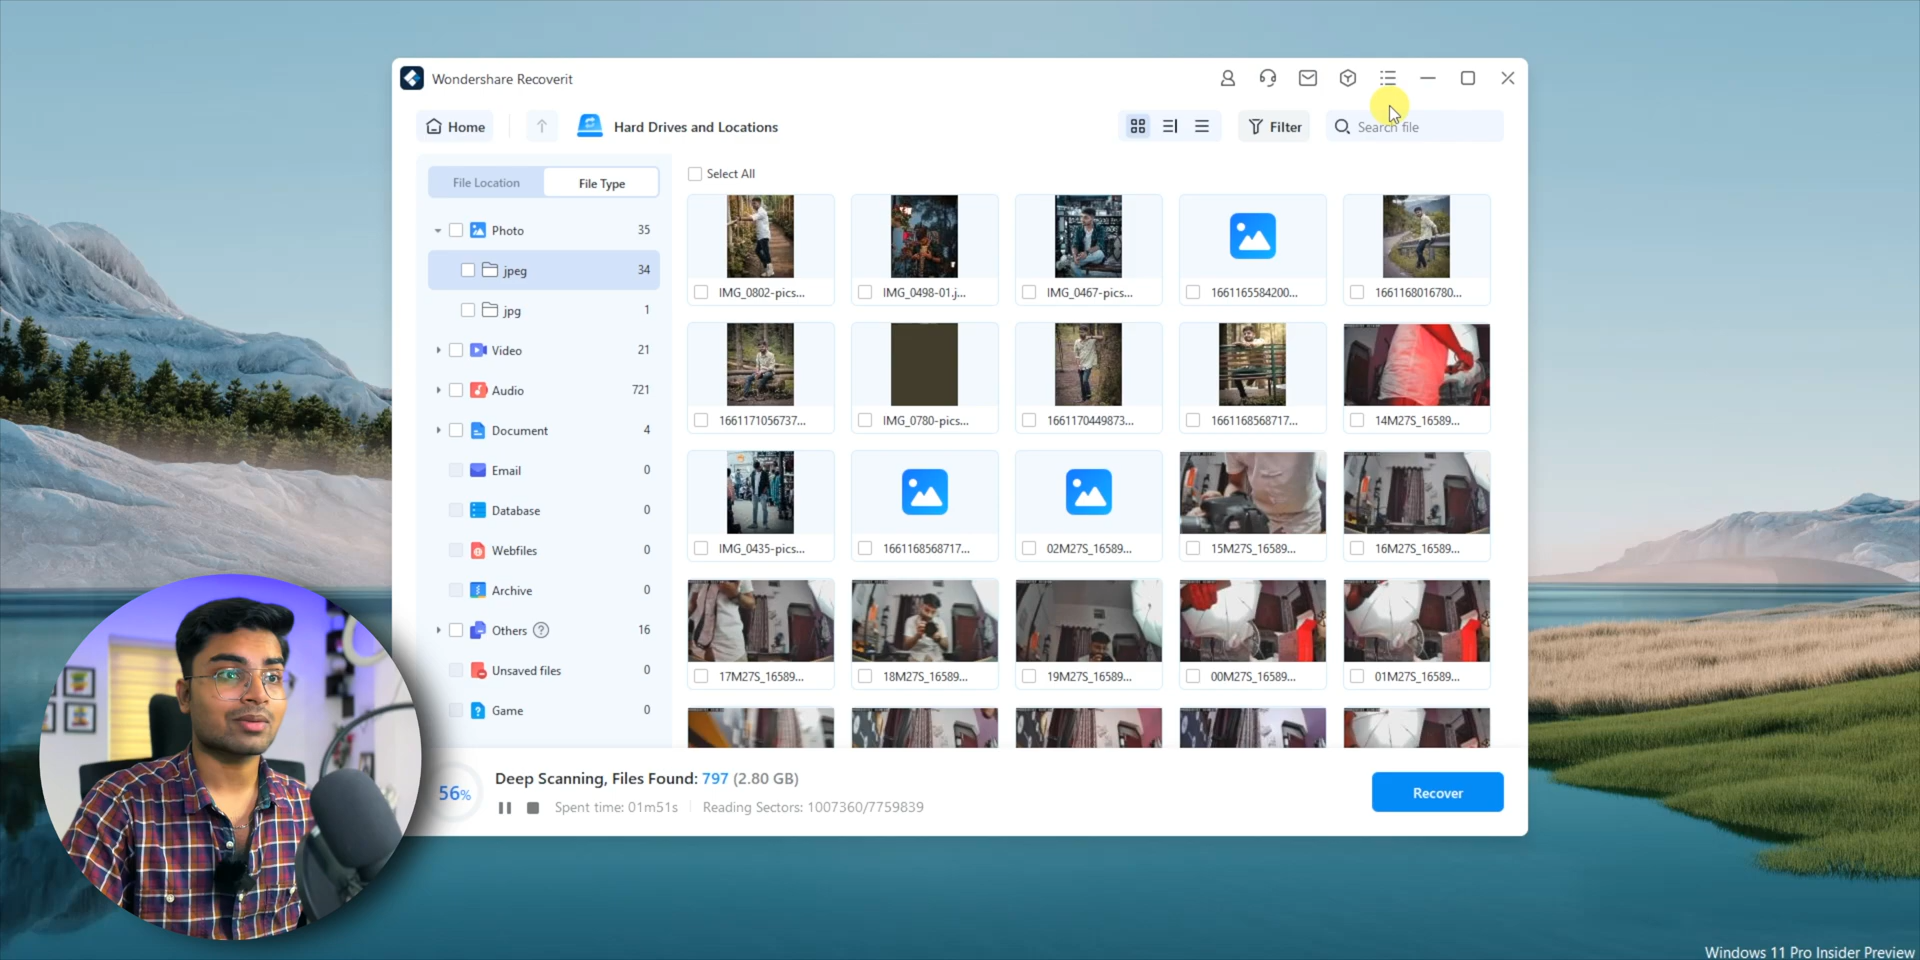 Wondershare Recoverit
Home
Hard Drives and Locations
Filter
Search file
File Location
File Type
Select All
Photo 35
jpeg 34
jpg 1
Video 21
Audio 721
Document 4
Email 0
Database 0
Webfiles 0
Archive 0
Others 16
Unsaved files 0
Game 0
IMG_0802-pics... IMG_0498-01.j... IMG_0467-pics... 1661165584200... 1661168016780...
1661171056737... IMG_0780-pics... 1661170449873... 1661168568717... 14M27S_16589...
IMG_0435-pics... 1661168568717... 02M27S_16589... 15M27S_16589... 16M27S_16589...
17M27S_16589... 18M27S_16589... 19M27S_16589... 00M27S_16589... 01M27S_16589...
56%
Deep Scanning, Files Found: 797 (2.80 GB)
Spent time: 01m51s Reading Sectors: 1007360/7759839
Recover
Windows 11 Pro Insider Preview